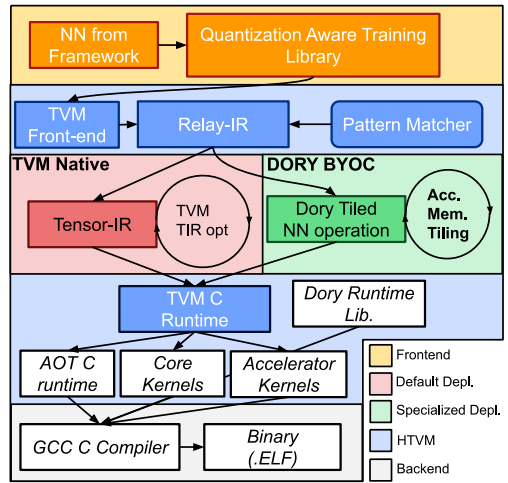 NN from
Framework
Quantization Aware Training
Library
TVM
Front-end
Relay-IR
Pattern Matcher
TVM Native
DORY BYOC
Tensor-IR
TVM
TIR opt
Dory Tiled
NN operation
Acc.
Mem.
Tiling
TVM C
Runtime
Dory Runtime
Lib.
AOT C
runtime
Core
Kernels
Accelerator
Kernels
GCC C Compiler
Binary
(.ELF)
Frontend
Default Depl.
Specialized Depl.
HTVM
Backend